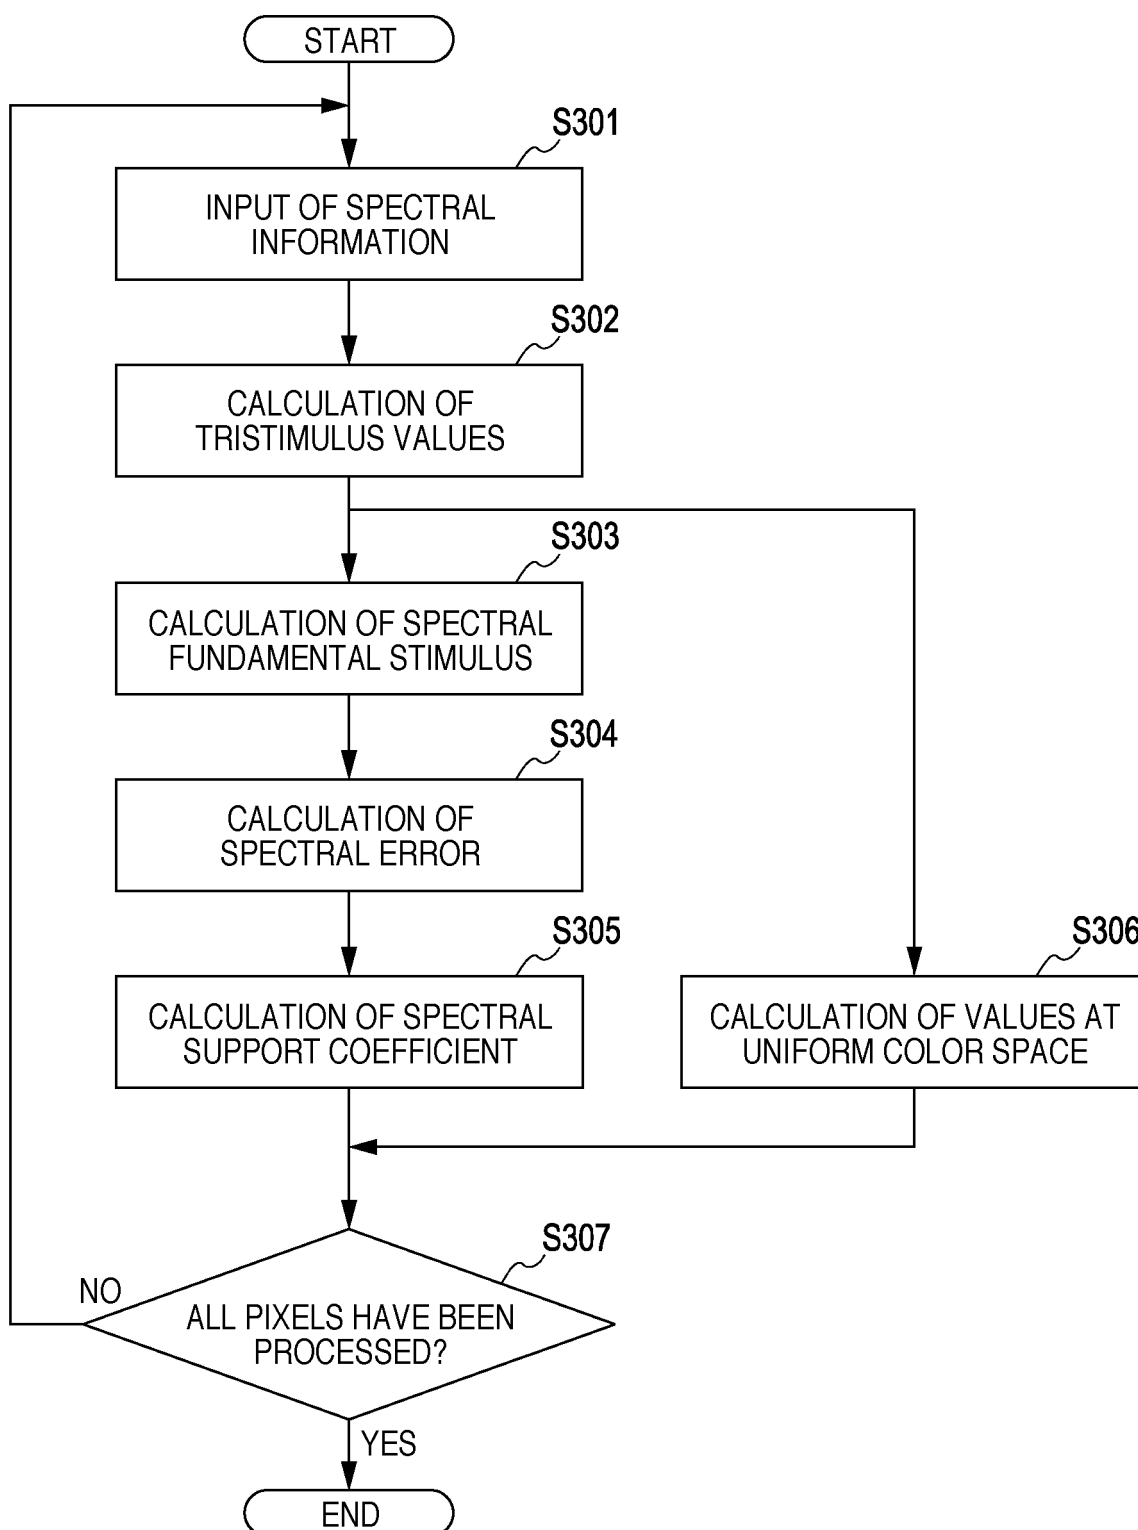 START
S301
INPUT OF SPECTRAL
INFORMATION
S302
CALCULATION OF
TRISTIMULUS VALUES
S303
CALCULATION OF SPECTRAL
FUNDAMENTAL STIMULUS
S304
CALCULATION OF
SPECTRAL ERROR
S305
CALCULATION OF SPECTRAL
SUPPORT COEFFICIENT
S306
CALCULATION OF VALUES AT
UNIFORM COLOR SPACE
S307
NO
ALL PIXELS HAVE BEEN
PROCESSED?
YES
END